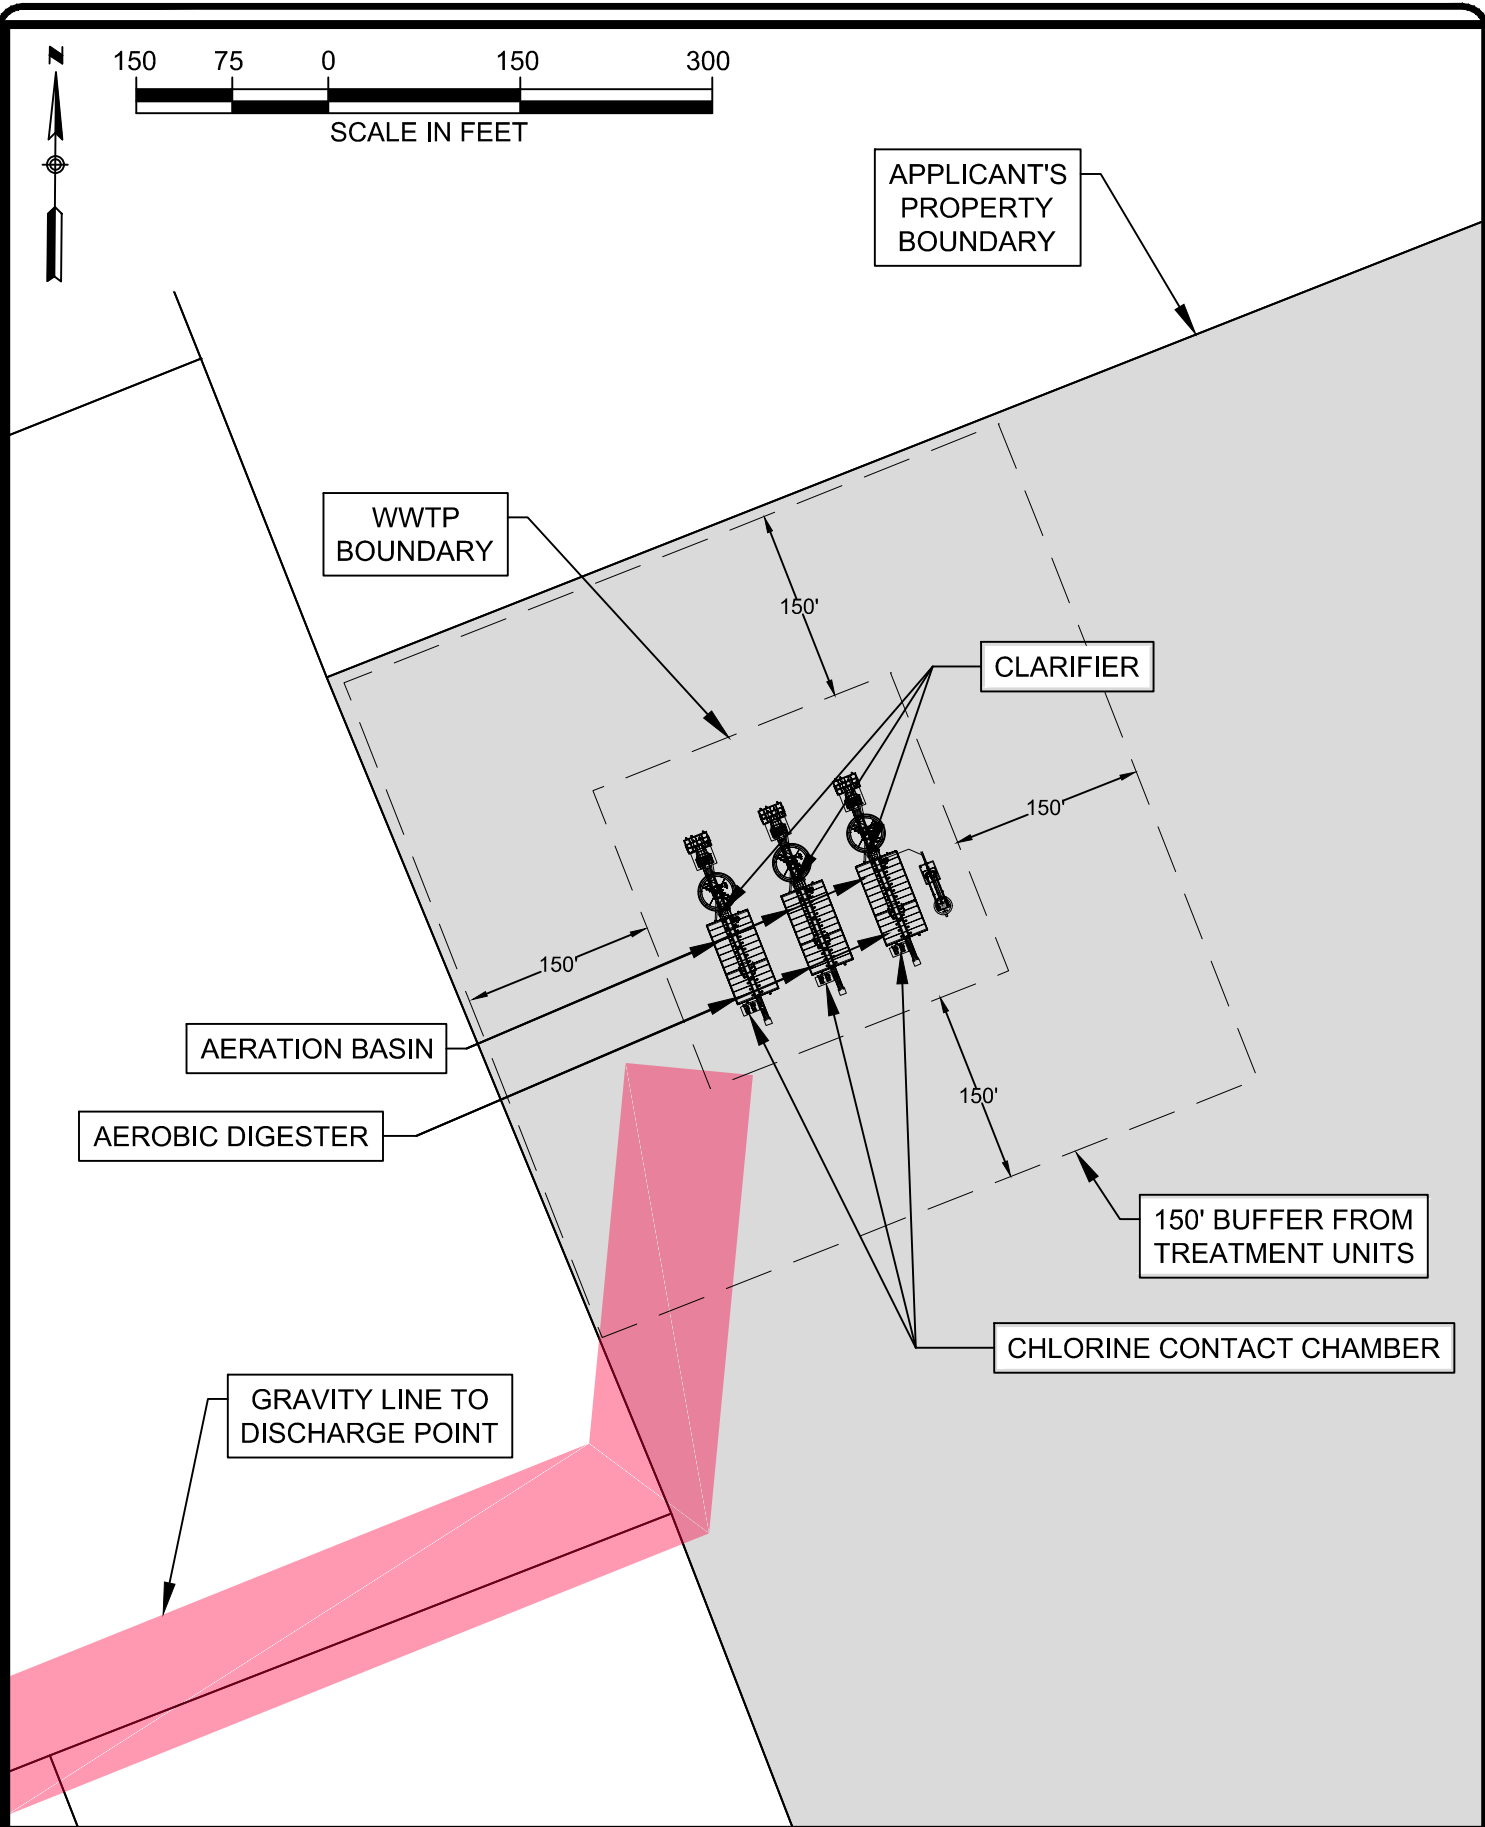 N
150 75 0 150 300
SCALE IN FEET
APPLICANT'S
PROPERTY
BOUNDARY
WWTP
BOUNDARY
150'
CLARIFIER
150'
150'
AERATION BASIN
150'
AEROBIC DIGESTER
150' BUFFER FROM
TREATMENT UNITS
CHLORINE CONTACT CHAMBER
GRAVITY LINE TO
DISCHARGE POINT